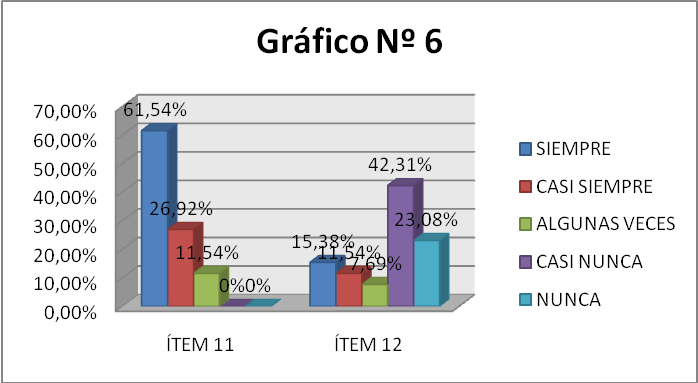 Gráfico Nº 6
70,00%
60,00%
50,00%
40,00%
30,00%
20,00%
10,00%
0,00%
61,54%
26,92%
11,54%
0%
0%
15,38%
11,54%
7,69%
42,31%
23,08%
ÍTEM 11
ÍTEM 12
SIEMPRE
CASI SIEMPRE
ALGUNAS VECES
CASI NUNCA
NUNCA